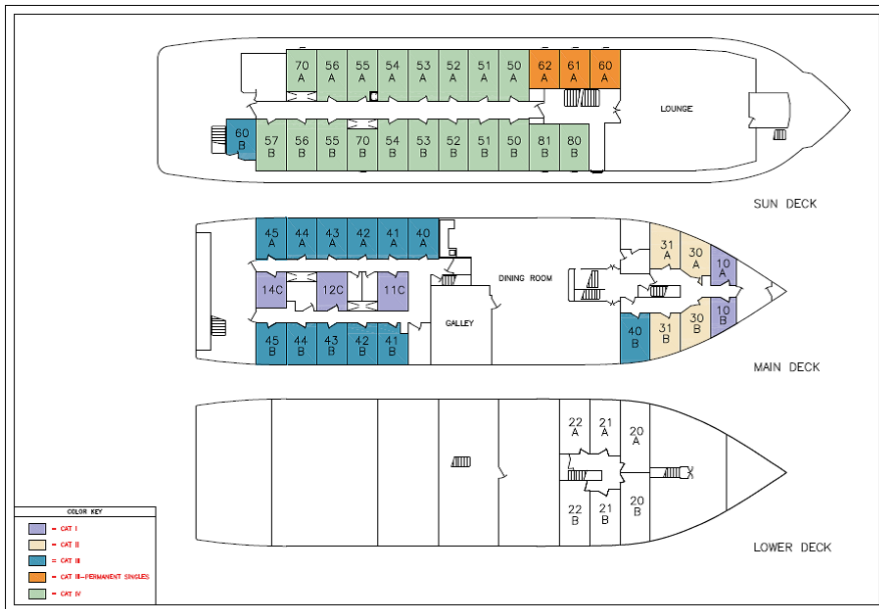 70 A
56 A
55 A
54 A
53 A
52 A
51 A
50 A
62 A
61 A
60 A
LOUNGE
60 B
57 B
56 B
55 B
70 B
54 B
53 B
52 B
51 B
50 B
81 B
80 B
SUN DECK
45 A
44 A
43 A
42 A
41 A
40 A
31 A
30 A
10 A
DINING ROOM
14C
12C
11C
GALLEY
45 B
44 B
43 B
42 B
41 B
40 B
31 B
30 B
10 B
MAIN DECK
22 A
21 A
20 A
22 B
21 B
20 B
LOWER DECK
COLOR KEY
= CAT I
= CAT II
= CAT III
= CAT III-PERMANENT SINGLES
= CAT IV